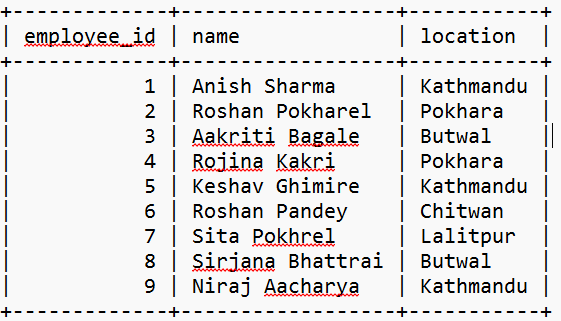 +-------------+------------------+-----------+
| employee_id | name             | location  |
+-------------+------------------+-----------+
|           1 | Anish Sharma     | Kathmandu |
|           2 | Roshan Pokharel  | Pokhara   |
|           3 | Aakriti Bagale   | Butwal    |
|           4 | Rojina Kakri     | Pokhara   |
|           5 | Keshav Ghimire   | Kathmandu |
|           6 | Roshan Pandey    | Chitwan   |
|           7 | Sita Pokhrel     | Lalitpur  |
|           8 | Sirjana Bhattrai | Butwal    |
|           9 | Niraj Aacharya   | Kathmandu |
+-------------+------------------+-----------+